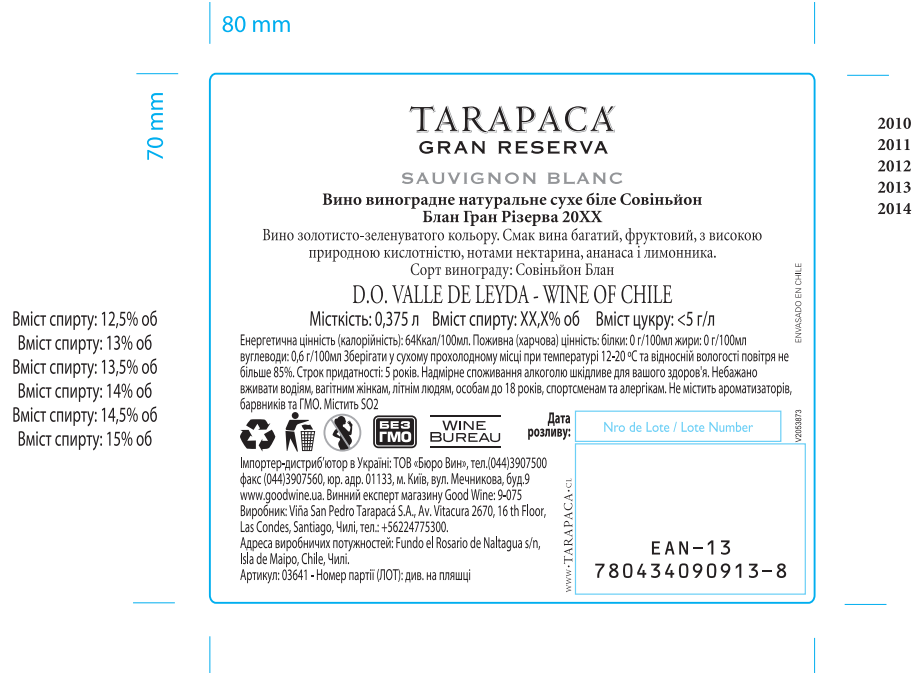 80 mm
70 mm
TARAPACÁ
GRAN RESERVA
SAUVIGNON BLANC
Вино виноградне натуральне сухе біле Совіньйон
Блан Гран Різерва 20XX
Вино золотисто-зеленуватого кольору. Смак вина багатий, фруктовий, з високою
природною кислотністю, нотами нектарина, ананаса і лимонника.
Сорт винограду: Совіньйон Блан
D.O. VALLE DE LEYDA - WINE OF CHILE
Місткість: 0,375 л Вміст спирту: XX,X% об Вміст цукру: <5 г/л
Енергетична цінність (калорійність): 64Kкал/100мл. Поживна (харчова) цінність: білки: 0 г/100мл жири: 0 г/100мл
вуглеводи: 0,6 г/100мл Зберігати у сухому прохолодному місці при температурі 12-20 ºС та відносній вологості повітря не
більше 85%. Строк придатності: 5 років. Надмірне споживання алкоголю шкідливе для вашого здоров'я. Небажано
вживати водіям, вагітним жінкам, літнім людям, особам до 18 років, спортсменам та алергікам. Не містить ароматизаторів,
барвників та ГМО. Містить SO2
БЕЗ
ГМО
WINE
BUREAU
Дата
розливу:
Nro de Lote / Lote Number
Імпортер-дистриб'ютор в Україні: ТОВ «Бюро Вин», тел.(044)3907500
факс (044)3907560, юр. адр. 01133, м. Київ, вул. Мечникова, буд.9
www.goodwine.ua. Винний експерт магазину Good Wine: 9-075
Виробник: Viña San Pedro Tarapacá S.A., Av. Vitacura 2670, 16 th Floor,
Las Condes, Santiago, Чилі, тел.: +56224775300.
Адреса виробничих потужностей: Fundo el Rosario de Naltagua s/n,
Isla de Maipo, Chile, Чилі.
Артикул: 03641 - Номер партії (ЛОТ): див. на пляшці
www·TARAPACA·cl
EAN-13
780434090913-8
ENVASADO EN CHILE
V2053873
Вміст спирту: 12,5% об
Вміст спирту: 13% об
Вміст спирту: 13,5% об
Вміст спирту: 14% об
Вміст спирту: 14,5% об
Вміст спирту: 15% об
2010
2011
2012
2013
2014